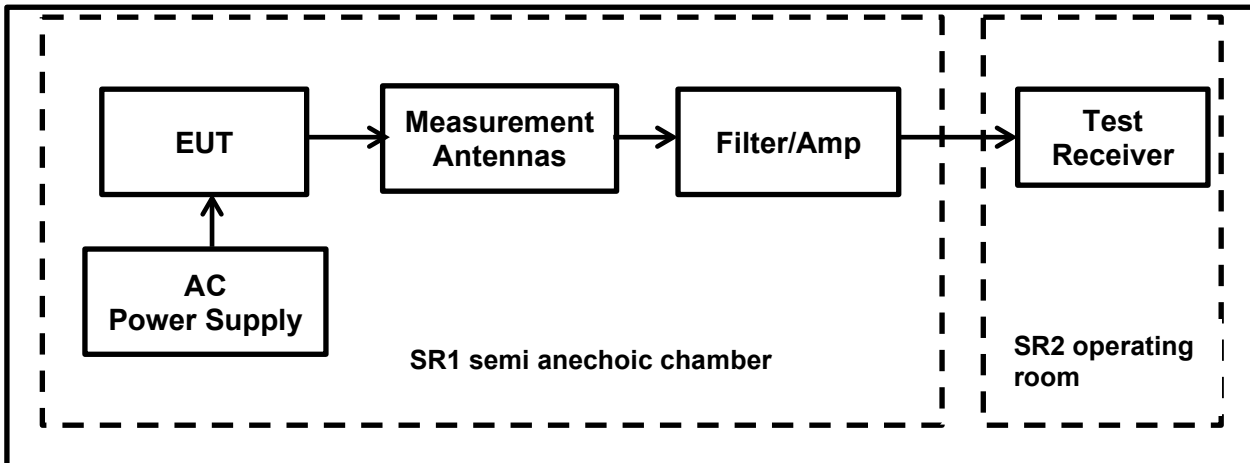 EUT
Measurement
Antennas
Filter/Amp
Test
Receiver
AC
Power Supply
SR1 semi anechoic chamber
SR2 operating
room